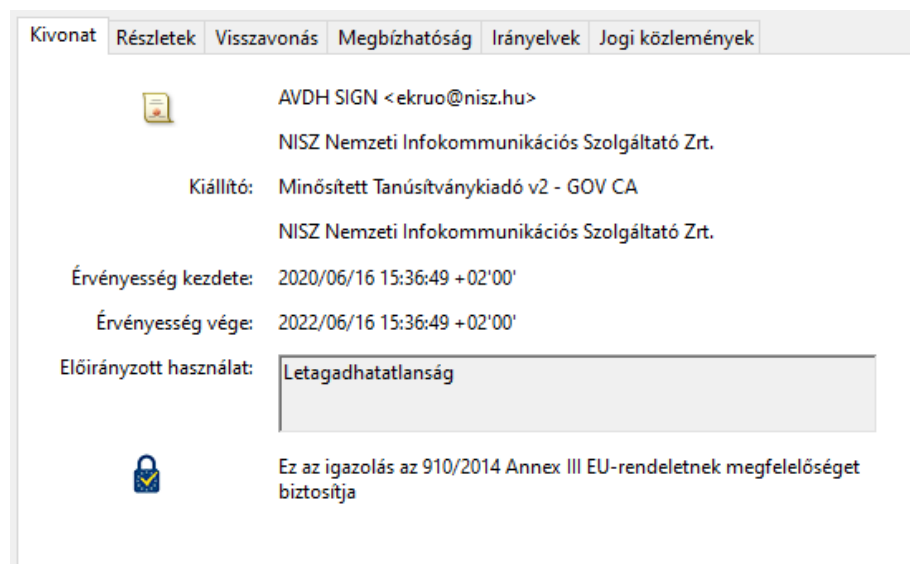 Kivonat Részletek Visszavonás Megbízhatóság Irányelvek Jogi közlemények
AVDH SIGN <ekruo@nisz.hu>
NISZ Nemzeti Infokommunikációs Szolgáltató Zrt.
Kiállító: Minősített Tanúsítványkiadó v2 - GOV CA
NISZ Nemzeti Infokommunikációs Szolgáltató Zrt.
Érvényesség kezdete: 2020/06/16 15:36:49 +02'00'
Érvényesség vége: 2022/06/16 15:36:49 +02'00'
Előirányzott használat: Letagadhatatlanság
Ez az igazolás az 910/2014 Annex III EU-rendeletnek megfelelőséget
biztosítja